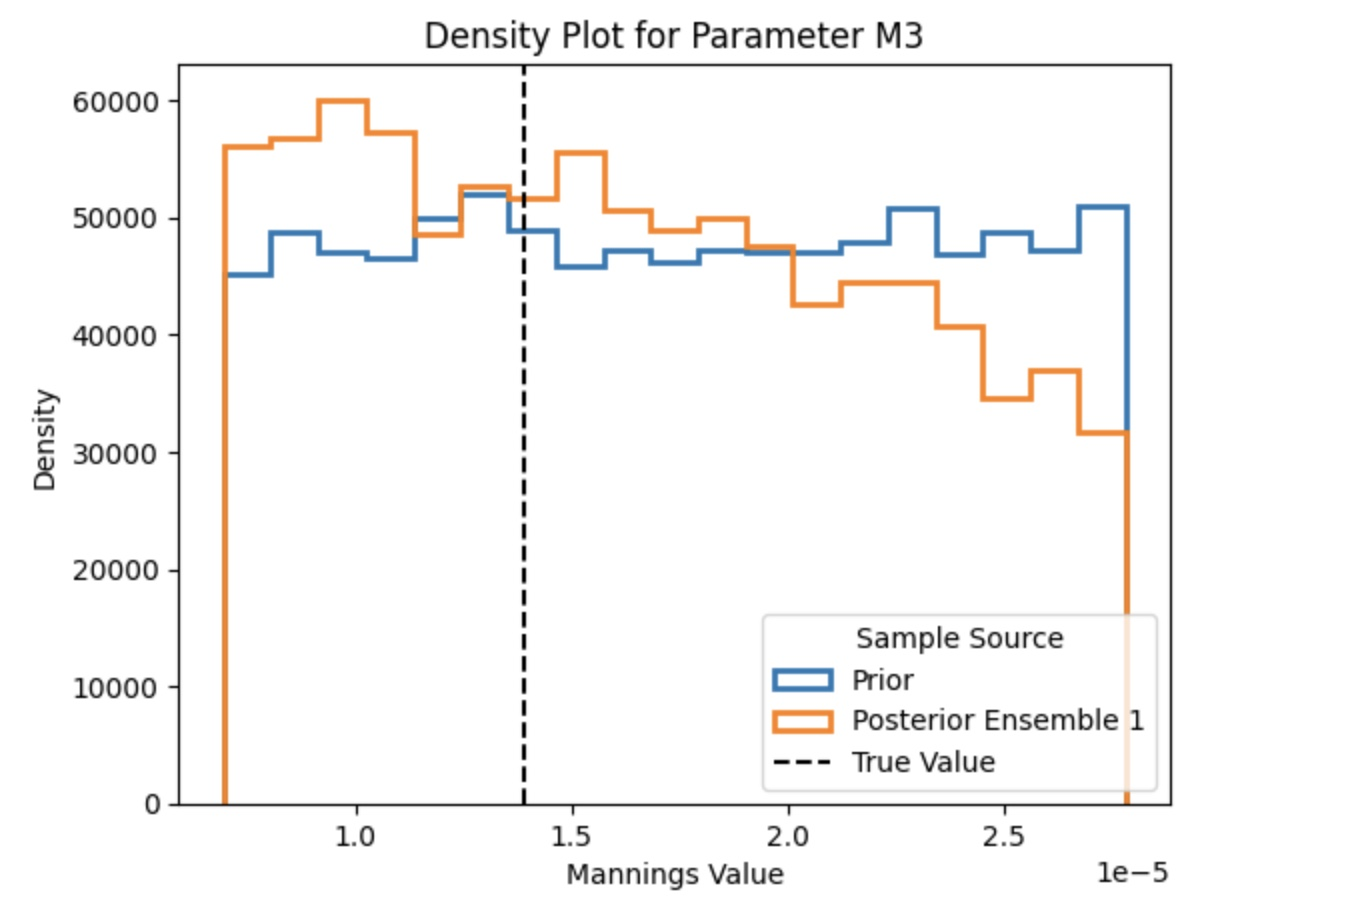 Density Plot for Parameter M3
60000
50000
40000
30000
20000
10000
0
Density
1.0 1.5 2.0 2.5
1e−5
Mannings Value
Sample Source
Prior
Posterior Ensemble 1
True Value